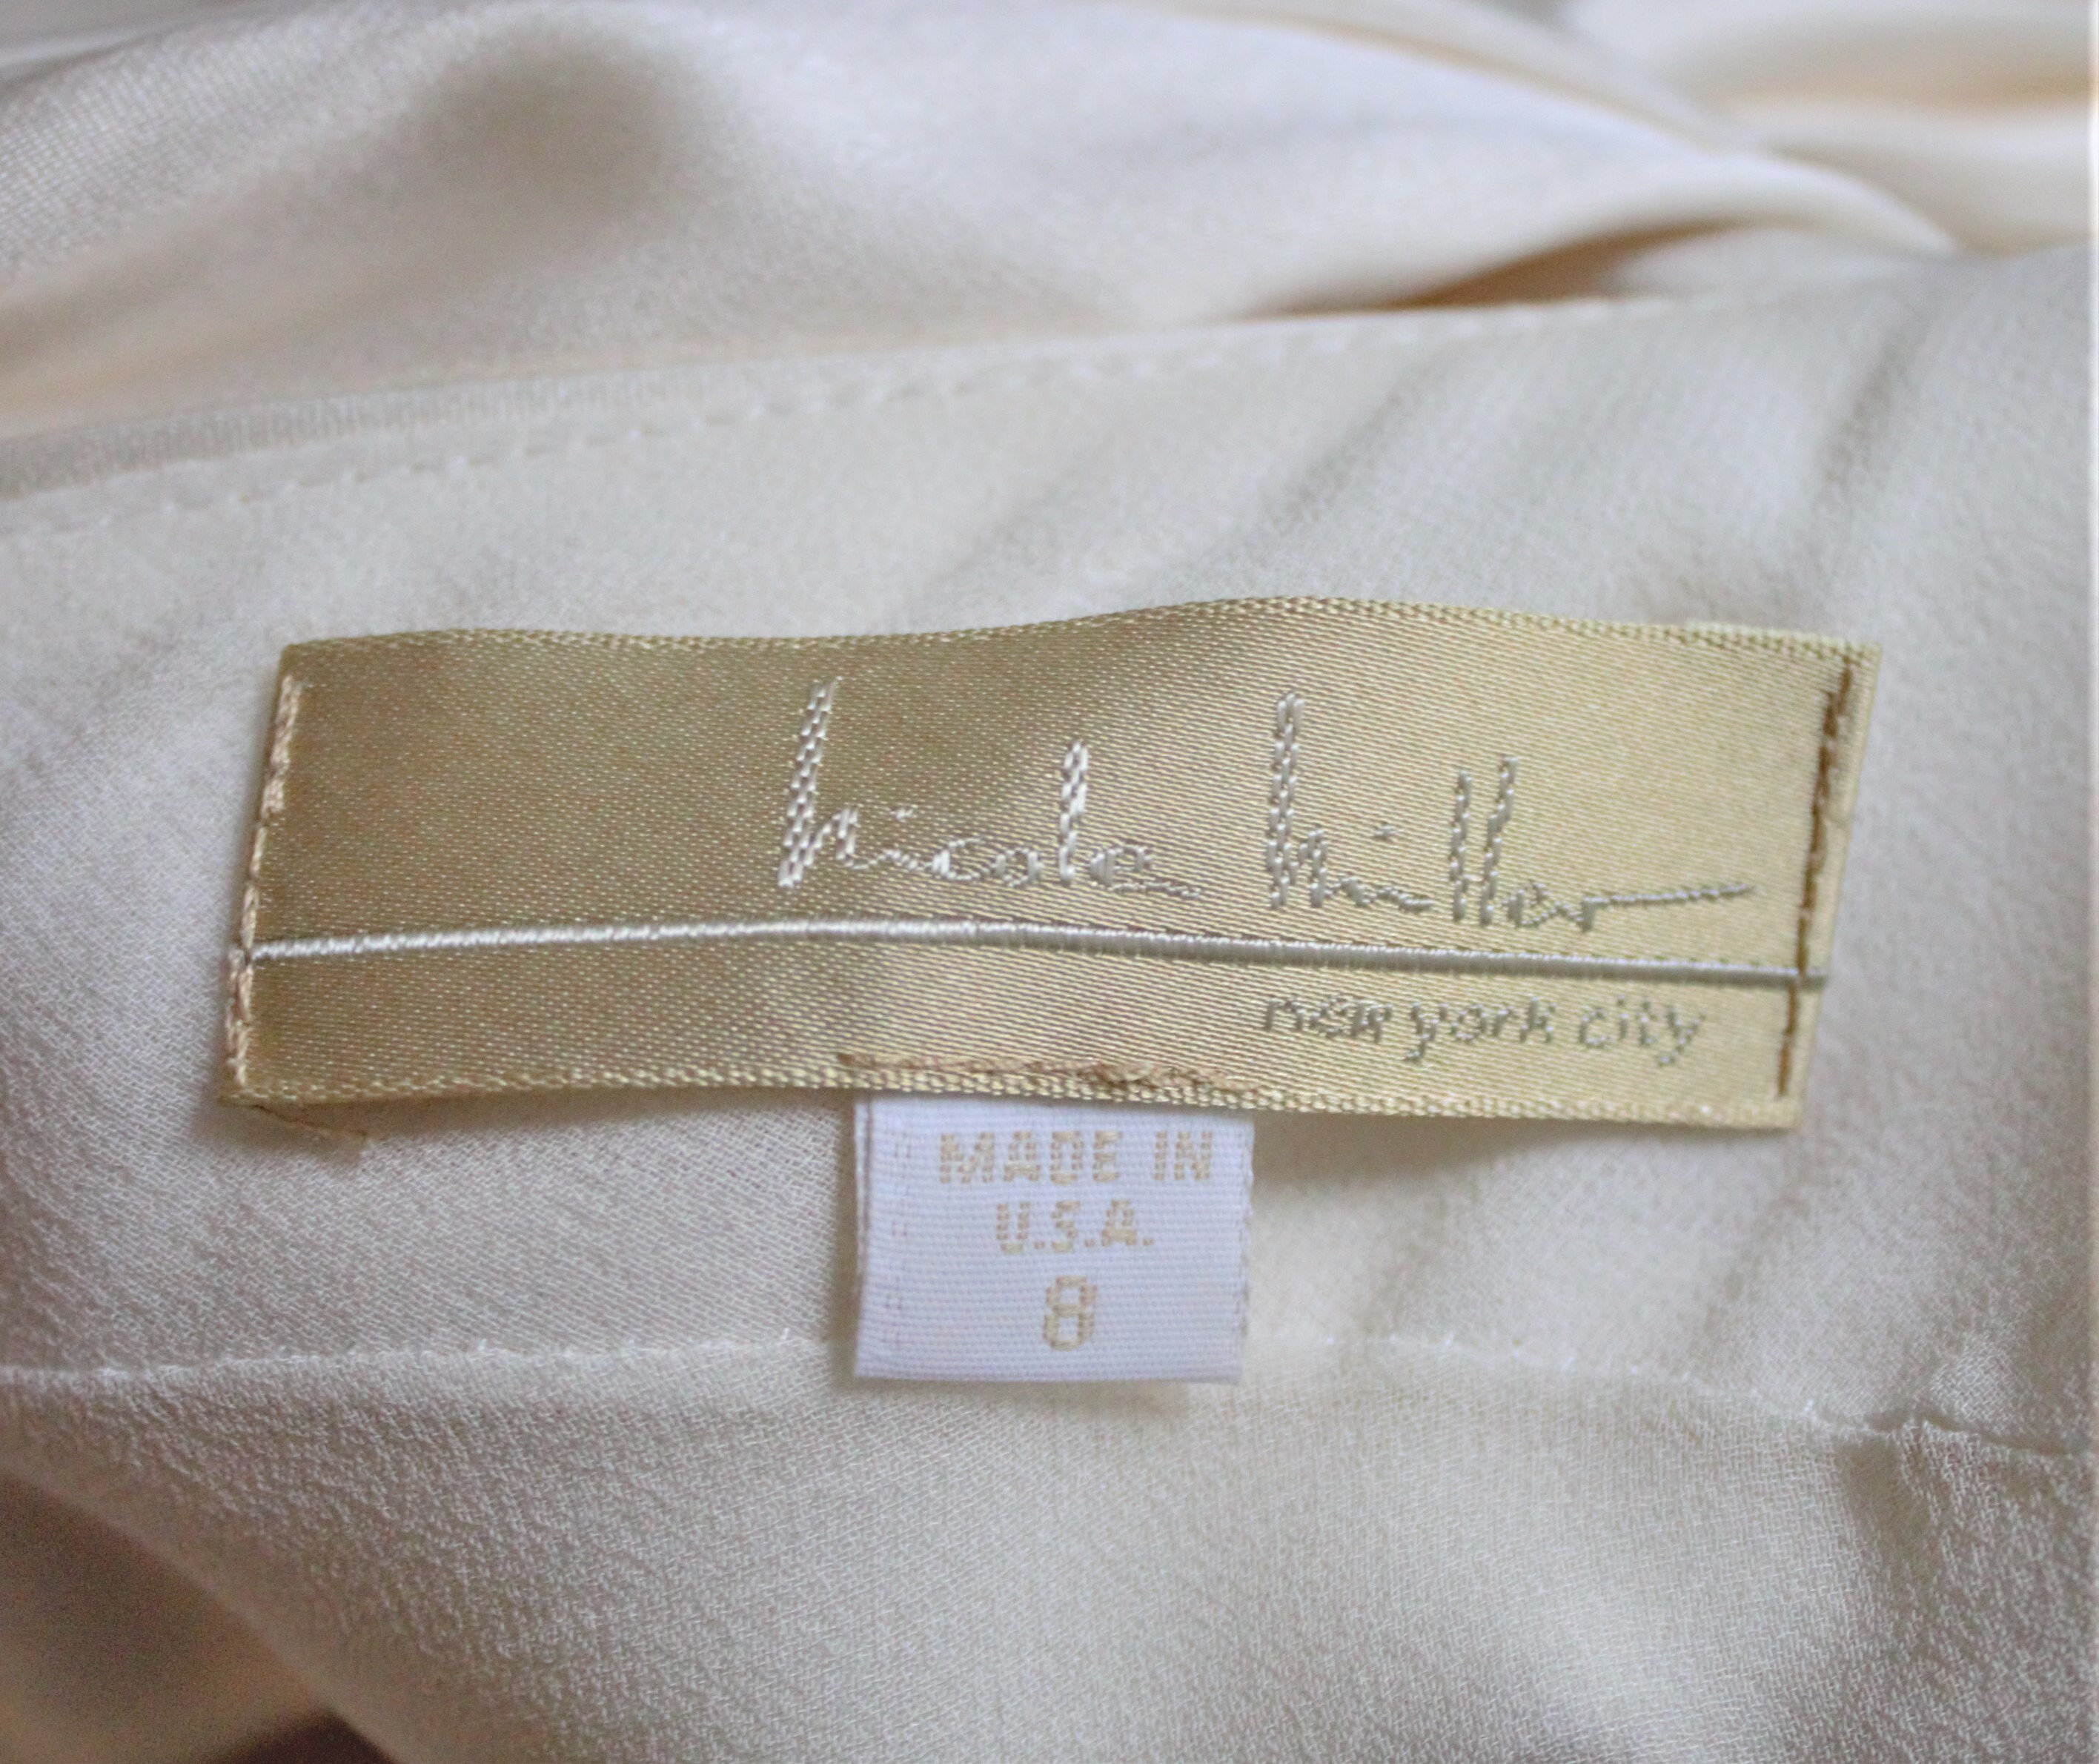 nicole miller
new york city
MADE IN
U.S.A.
8